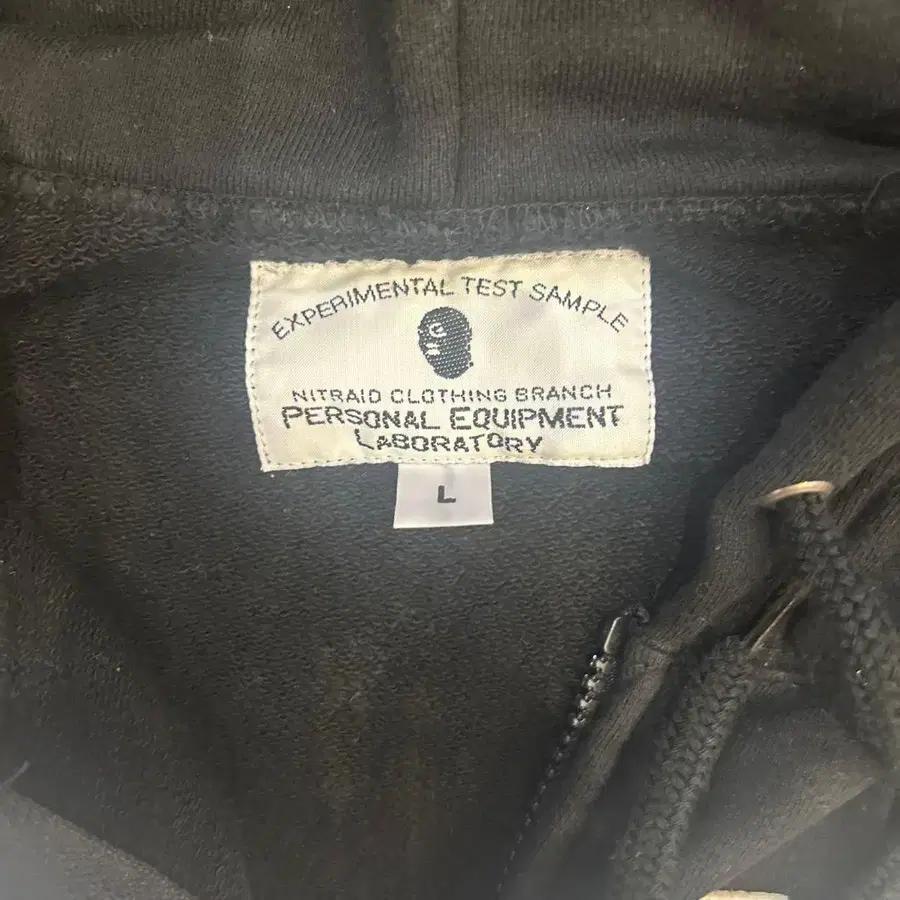 EXPERIMENTAL TEST SAMPLE
NITRAID CLOTHING BRANCH
PERSONAL EQUIPMENT
LABORATORY
L